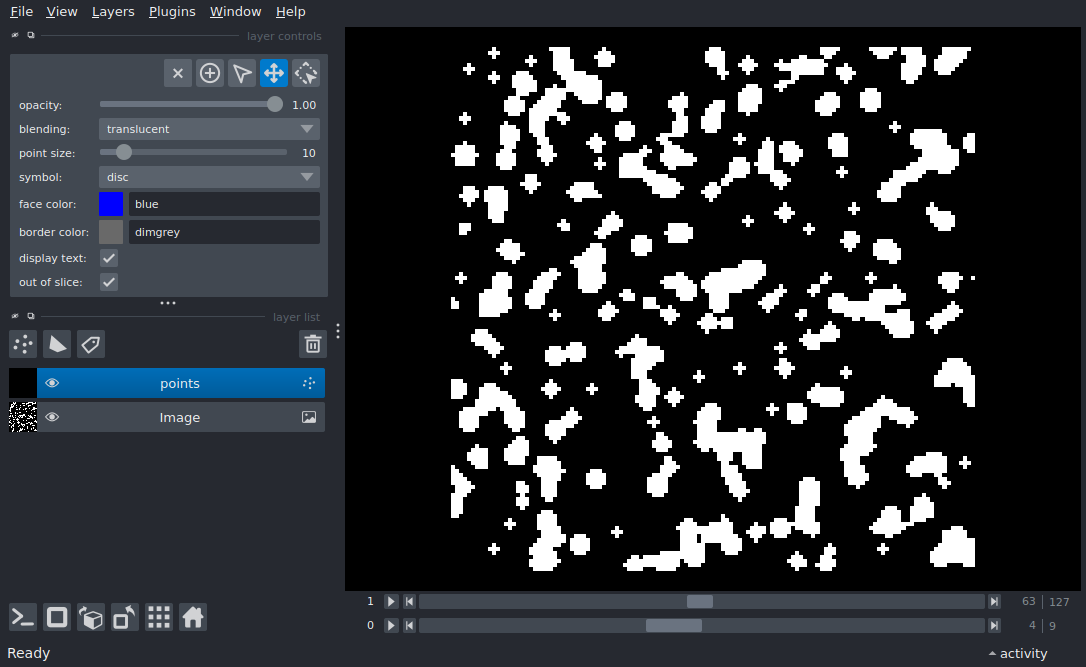 File View Layers Plugins Window Help
layer controls
opacity: 1.00
blending: translucent
point size: 10
symbol: disc
face color: blue
border color: dimgrey
display text:
out of slice:
layer list
points
Image
1 63 127
0 4 9
Ready activity